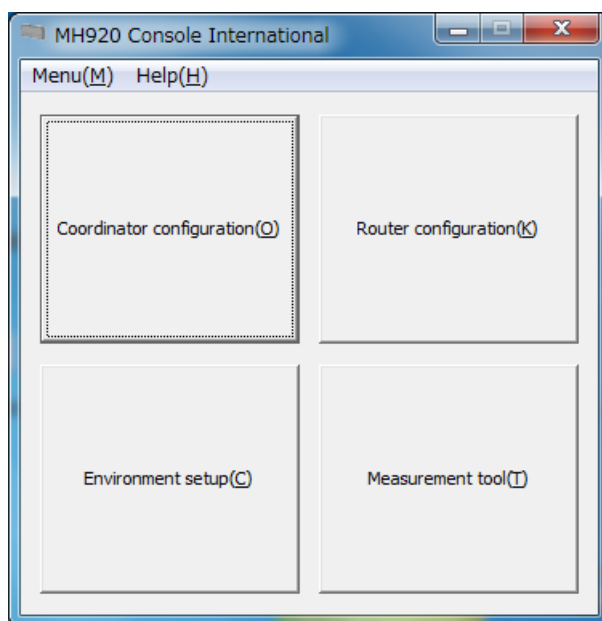 MH920 Console International
Menu(M) Help(H)
Coordinator configuration(O) Router configuration(K)
Environment setup(C) Measurement tool(T)